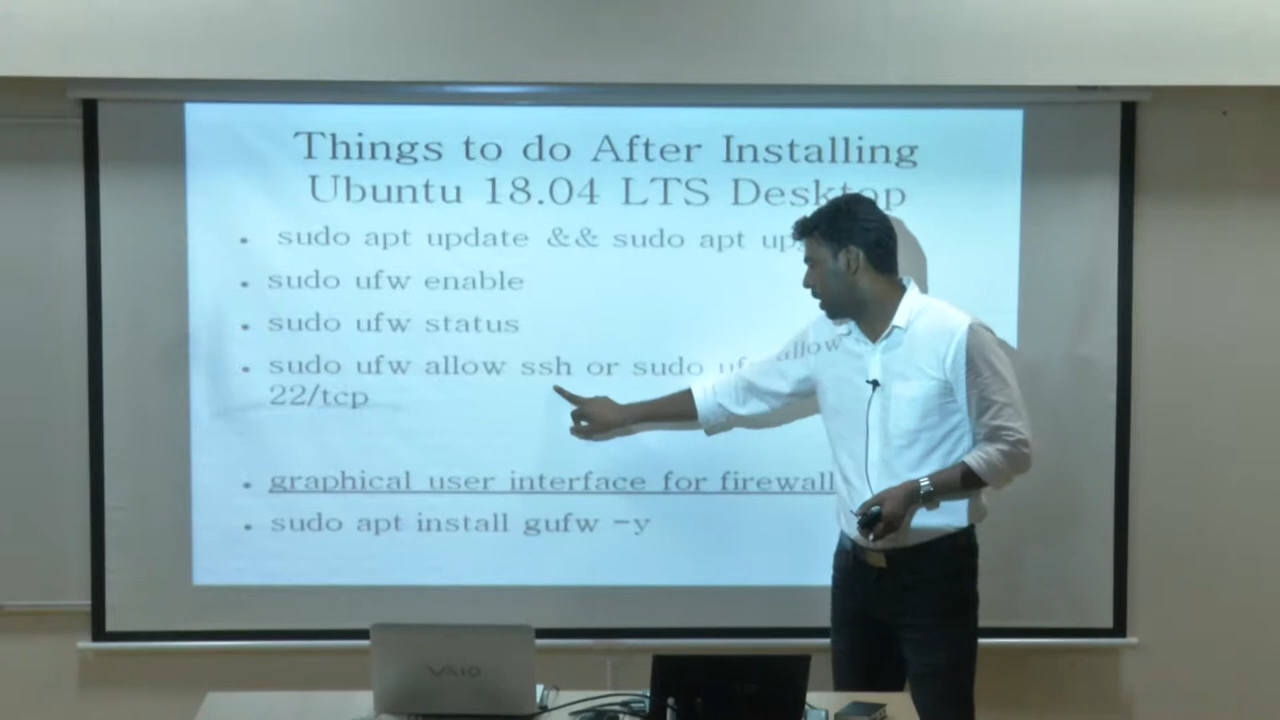 Things to do After Installing
Ubuntu 18.04 LTS Desktop
• sudo apt update && sudo apt
• sudo ufw enable
• sudo ufw status
• sudo ufw allow ssh or sudo ufw allow
22/tcp
• graphical user interface for firewall
• sudo apt install gufw -y
VAIO